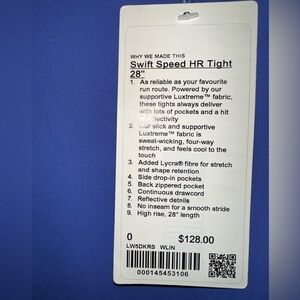 WHY WE MADE THIS
Swift Speed HR Tight
28"
1. As reliable as your favourite
run route. Powered by our
supportive Luxtreme™ fabric,
these tights always deliver
with lots of pockets and a hit
lectivity
2. Our slick and supportive
Luxtreme™ fabric is
sweat-wicking, four-way
stretch, and feels cool to the
touch
3. Added Lycra® fibre for stretch
and shape retention
4. Side drop-in pockets
5. Back zippered pocket
6. Continuous drawcord
7. Reflective details
8. No inseam for a smooth stride
9. High rise, 28" length
0 $128.00
LW5DKRS WLIN
000145453106